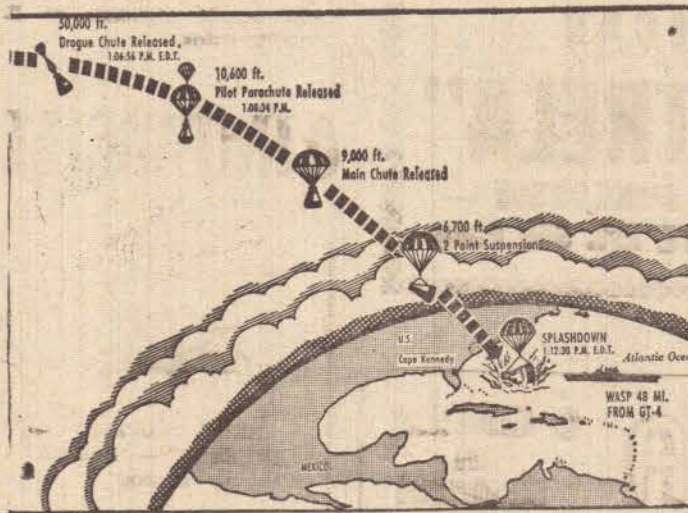 50,000 ft.
Drogue Chute Released,
1:06:56 P.M. E.D.T.
10,600 ft.
Pilot Parachute Released
1:08:34 P.M.
9,000 ft.
Main Chute Released
6,700 ft.
2 Point Suspension
SPLASHDOWN
1:12:30 P.M. E.D.T.
U.S.
Cape Kennedy
Atlantic Oce
WASP 48 MI.
FROM GT-4
MEXICO